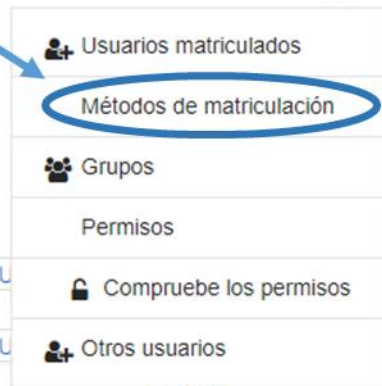 Usuarios matriculados
Métodos de matriculación
Grupos
Permisos
U
Compruebe los permisos
U
Otros usuarios